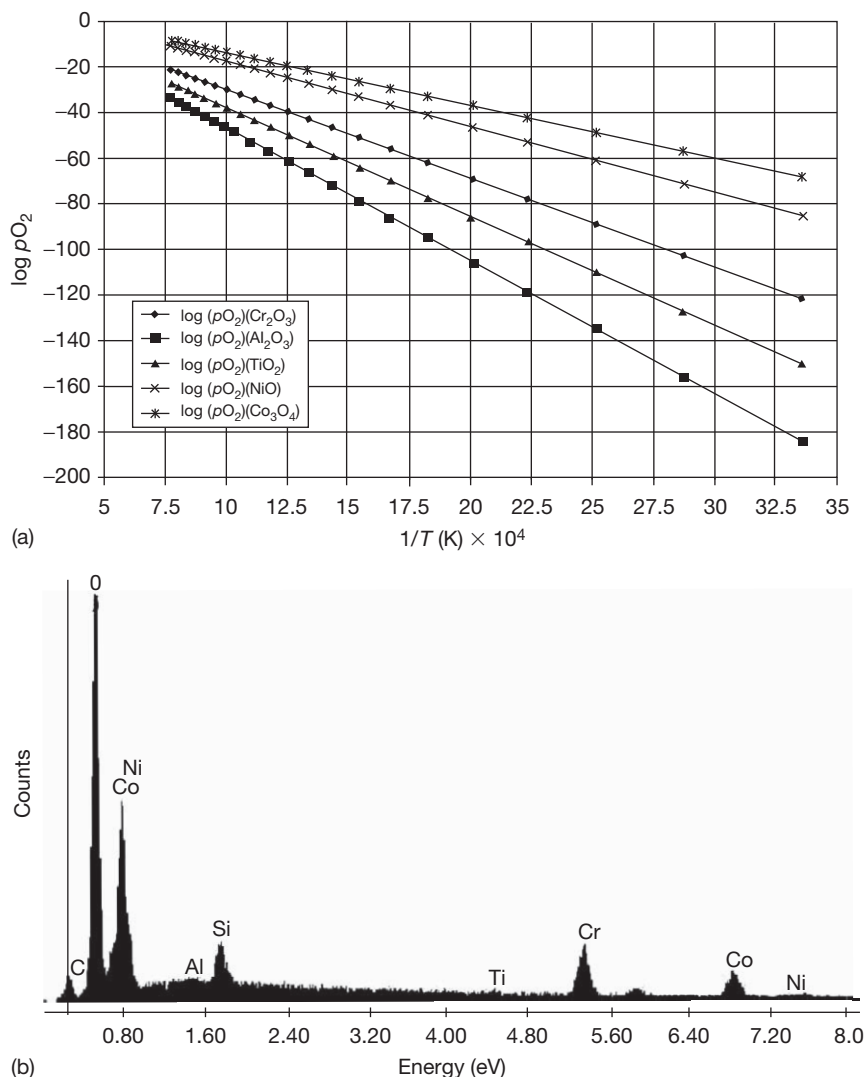 0
−20
−40
−60
−80
−100
−120
−140
−160
−180
−200
log pO₂
log (pO₂)(Cr₂O₃)
log (pO₂)(Al₂O₃)
log (pO₂)(TiO₂)
log (pO₂)(NiO)
log (pO₂)(Co₃O₄)
5 7.5 10 12.5 15 17.5 20 22.5 25 27.5 30 32.5 35
(a)
1/T (K) × 10⁴
0
Ni
Co
Counts
C
Al
Si
Ti
Cr
Co
Ni
0.80 1.60 2.40 3.20 4.00 4.80 5.60 6.40 7.20 8.0
(b)
Energy (eV)